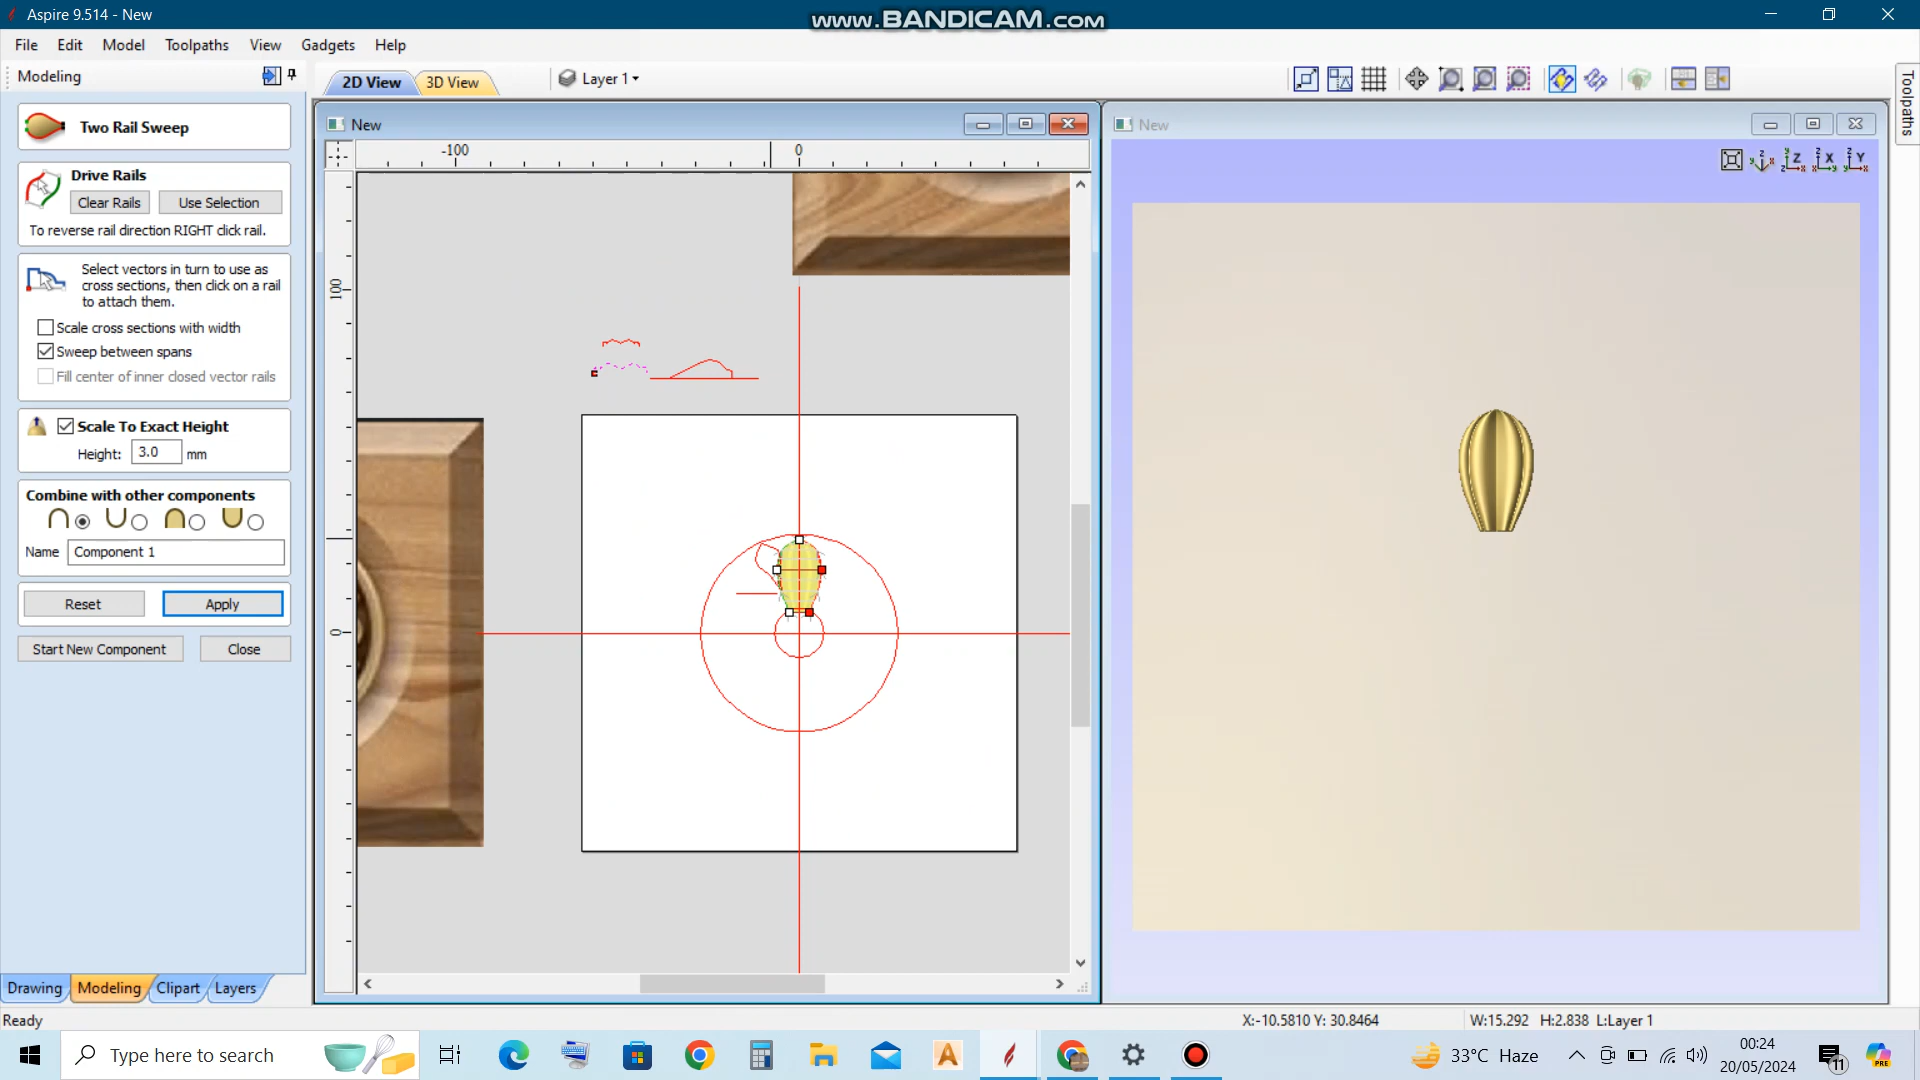 Aspire 9.514 - New
www.BANDICAM.com
File Edit Model Toolpaths View Gadgets Help
Modeling
2D View 3D View Layer 1
Toolpaths
Two Rail Sweep
New
New
-100 0
Drive Rails
Clear Rails Use Selection
To reverse rail direction RIGHT click rail.
Select vectors in turn to use as
cross sections, then click on a rail
to attach them.
Scale cross sections with width
Sweep between spans
Fill center of inner closed vector rails
100
Scale To Exact Height
Height: 3.0 mm
Combine with other components
Name Component 1
Reset Apply
0
Start New Component Close
Drawing Modeling Clipart Layers
Ready
X:-10.5810 Y: 30.8464
W:15.292 H:2.838 L:Layer 1
Type here to search
33°C Haze
00:24
20/05/2024
11
PRE